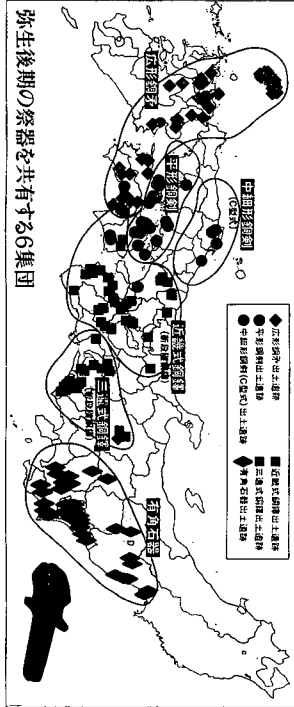 弥生後期の祭器を共有する6集団
広形銅矛
平形銅剣
中細形銅剣
(C型式)
近畿式銅鐸
三遠式銅鐸
有角石器
広形銅矛出土遺跡
平形銅剣出土遺跡
中細形銅剣(C型式)出土遺跡
近畿式銅鐸出土遺跡
三遠式銅鐸出土遺跡
有角石器出土遺跡